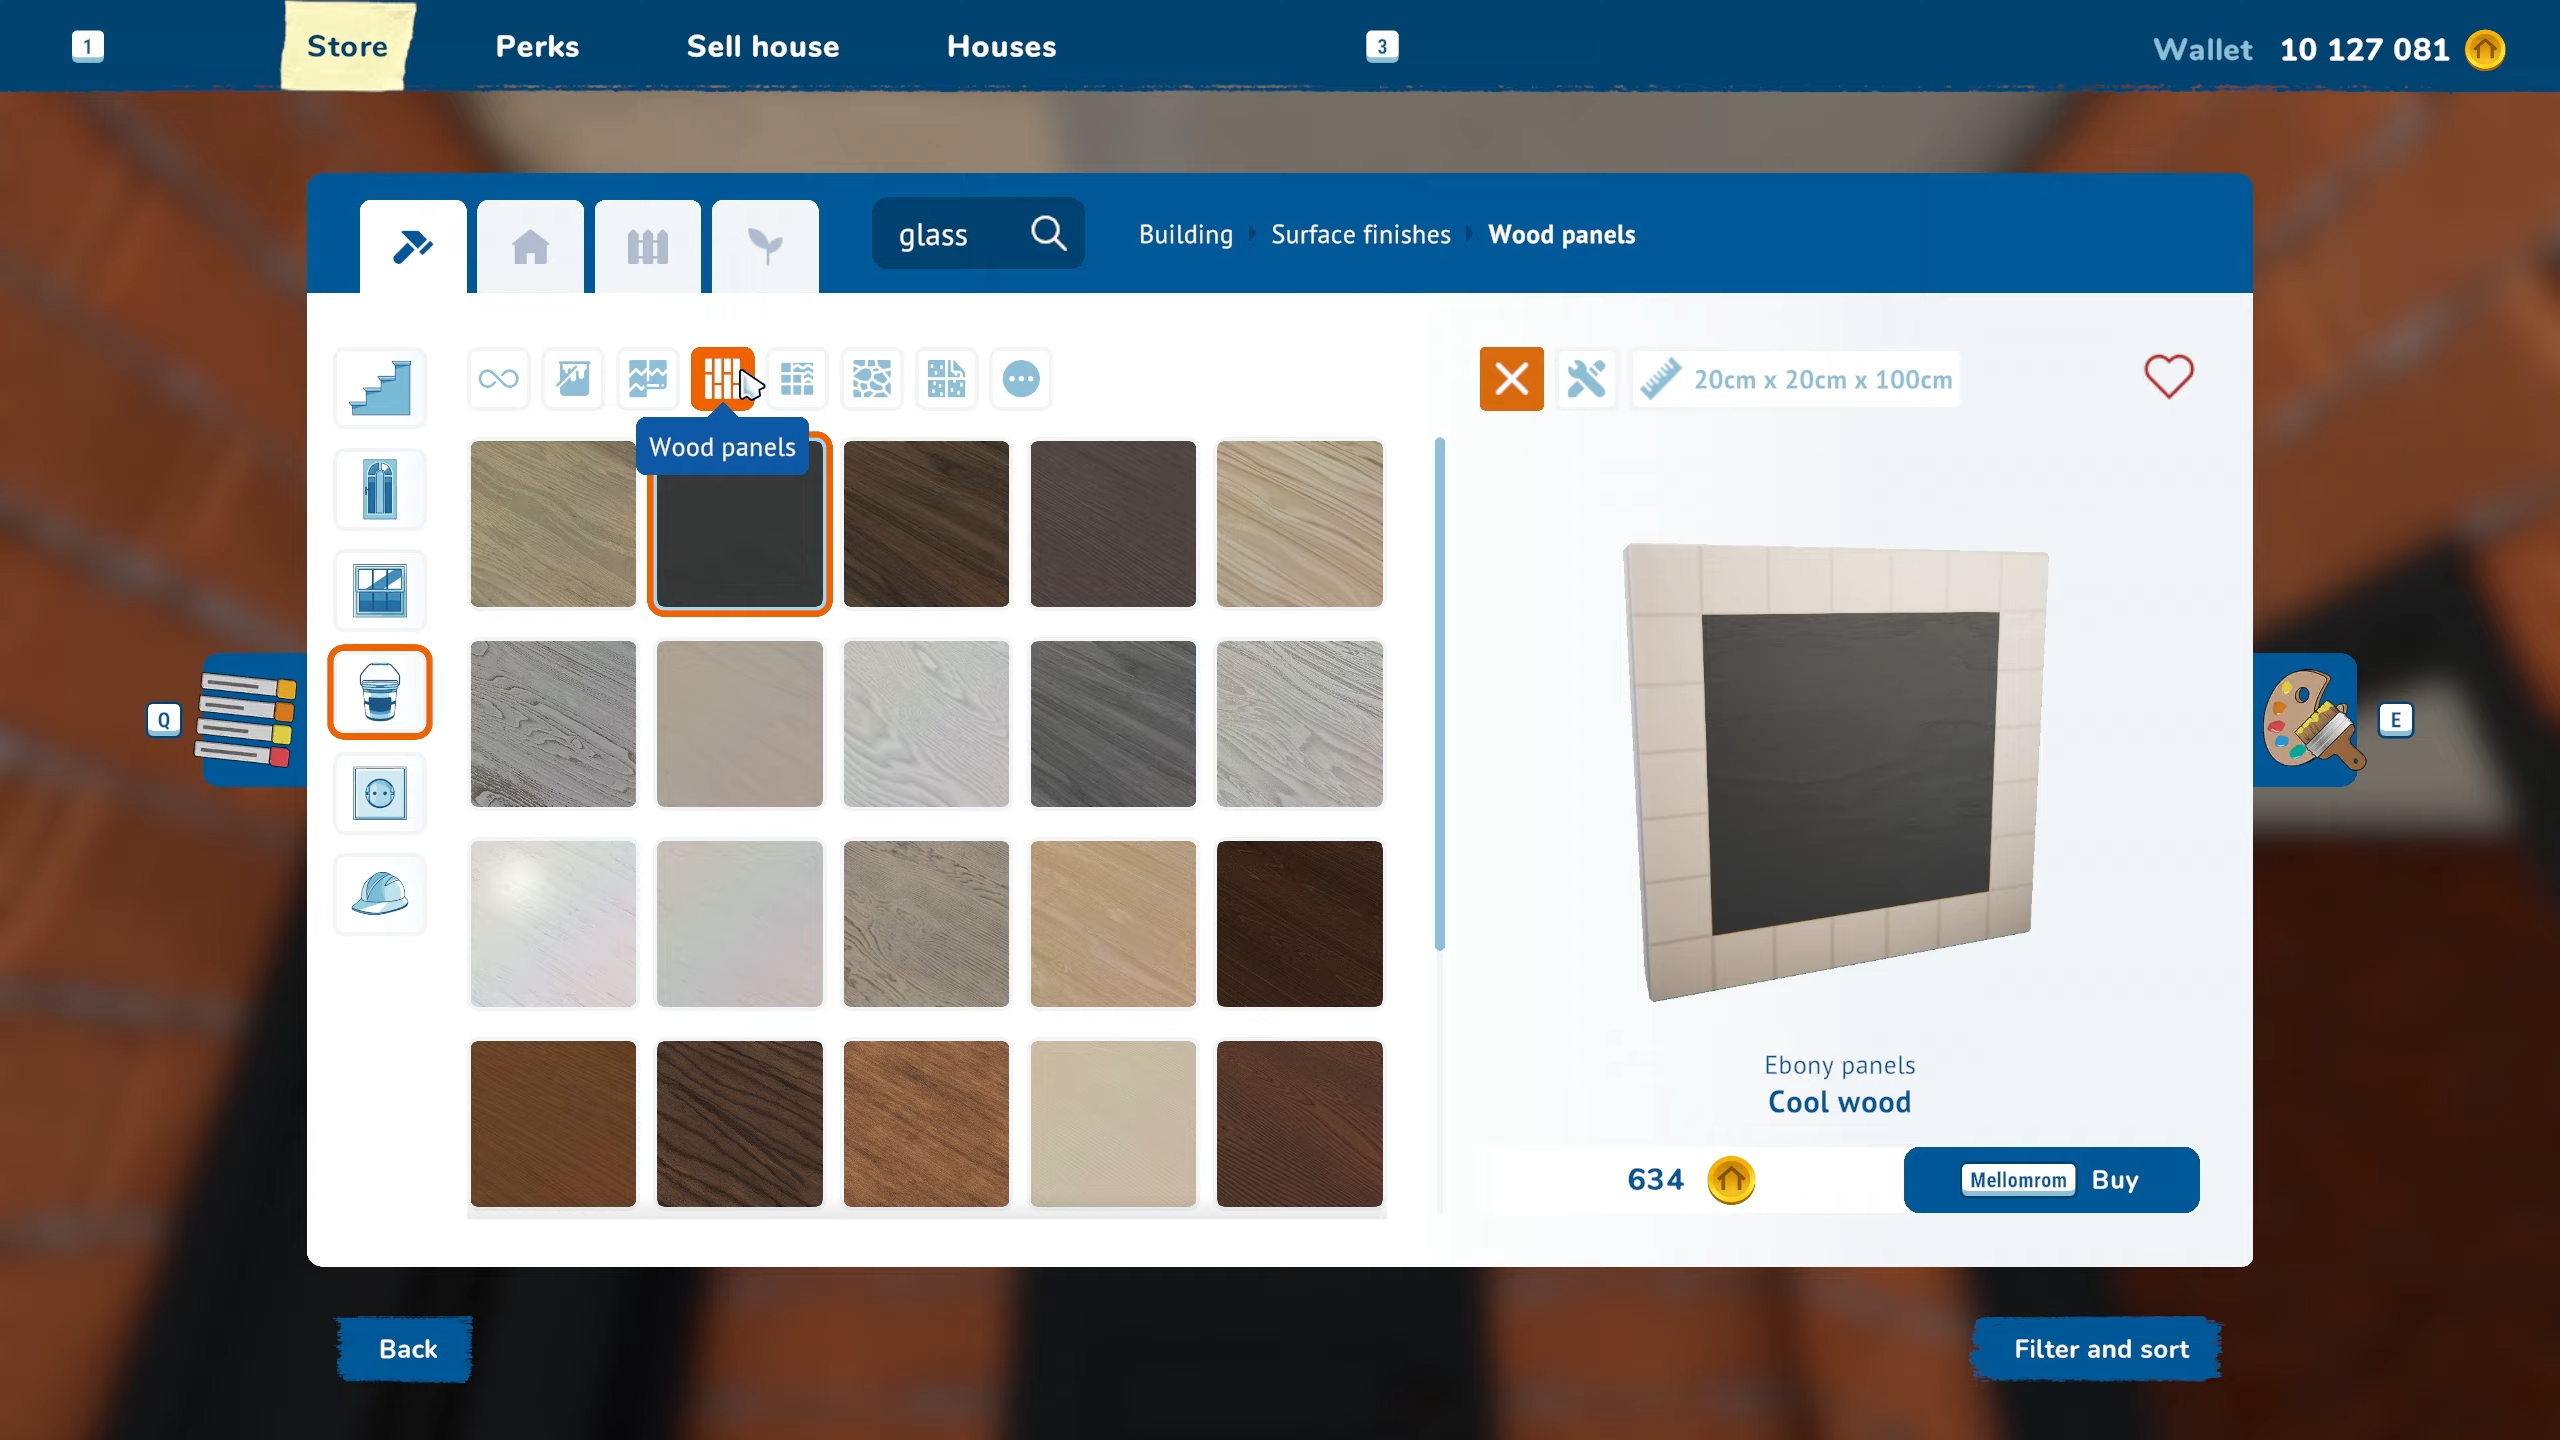 1
Store
Perks
Sell house
Houses
3
Wallet 10 127 081
glass
Building
Surface finishes
Wood panels
20cm x 20cm x 100cm
Wood panels
Q
E
Ebony panels
Cool wood
634
Mellomrom Buy
Back
Filter and sort